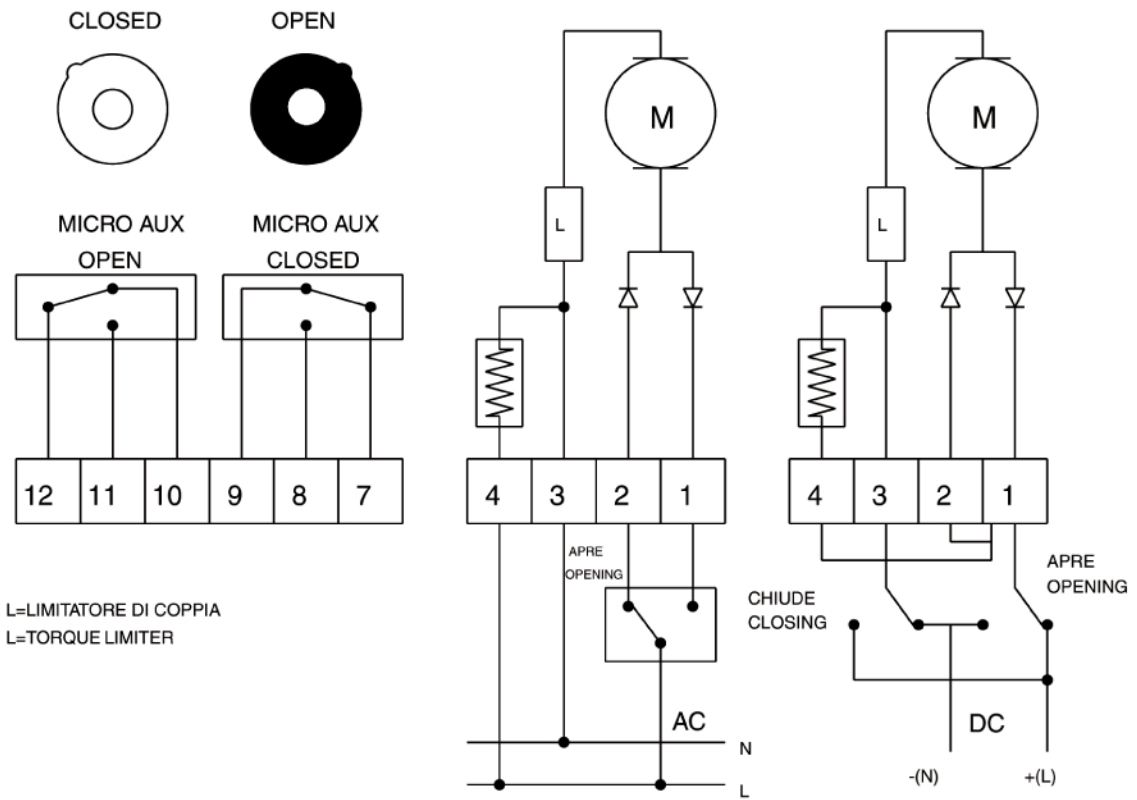 CLOSED
OPEN
MICRO AUX
OPEN
MICRO AUX
CLOSED
12 11 10 9 8 7
L=LIMITATORE DI COPPIA
L=TORQUE LIMITER
M
L
4 3 2 1
APRE
OPENING
AC
N
L
M
L
4 3 2 1
CHIUDE
CLOSING
APRE
OPENING
DC
-(N)
+(L)